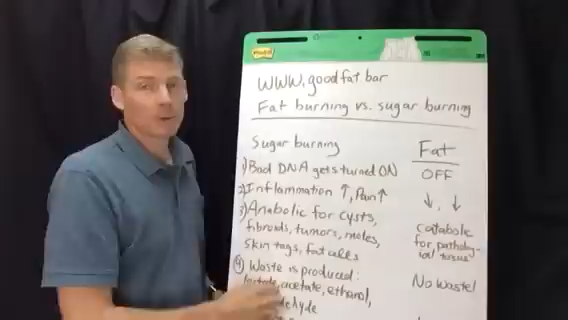 Post-it
WWW.goodfatbar
Fat burning vs. sugar burning
Sugar burning
Fat
1) Bad DNA gets turned ON
OFF
2) Inflammation ↑, Pain ↑
↓, ↓
3) Anabolic for cysts,
fibroids, tumors, moles,
skin tags, fat cells
catabolic
for patholog-
ical tissue
4) Waste is produced:
lactate, acetate, ethanol,
No waste!